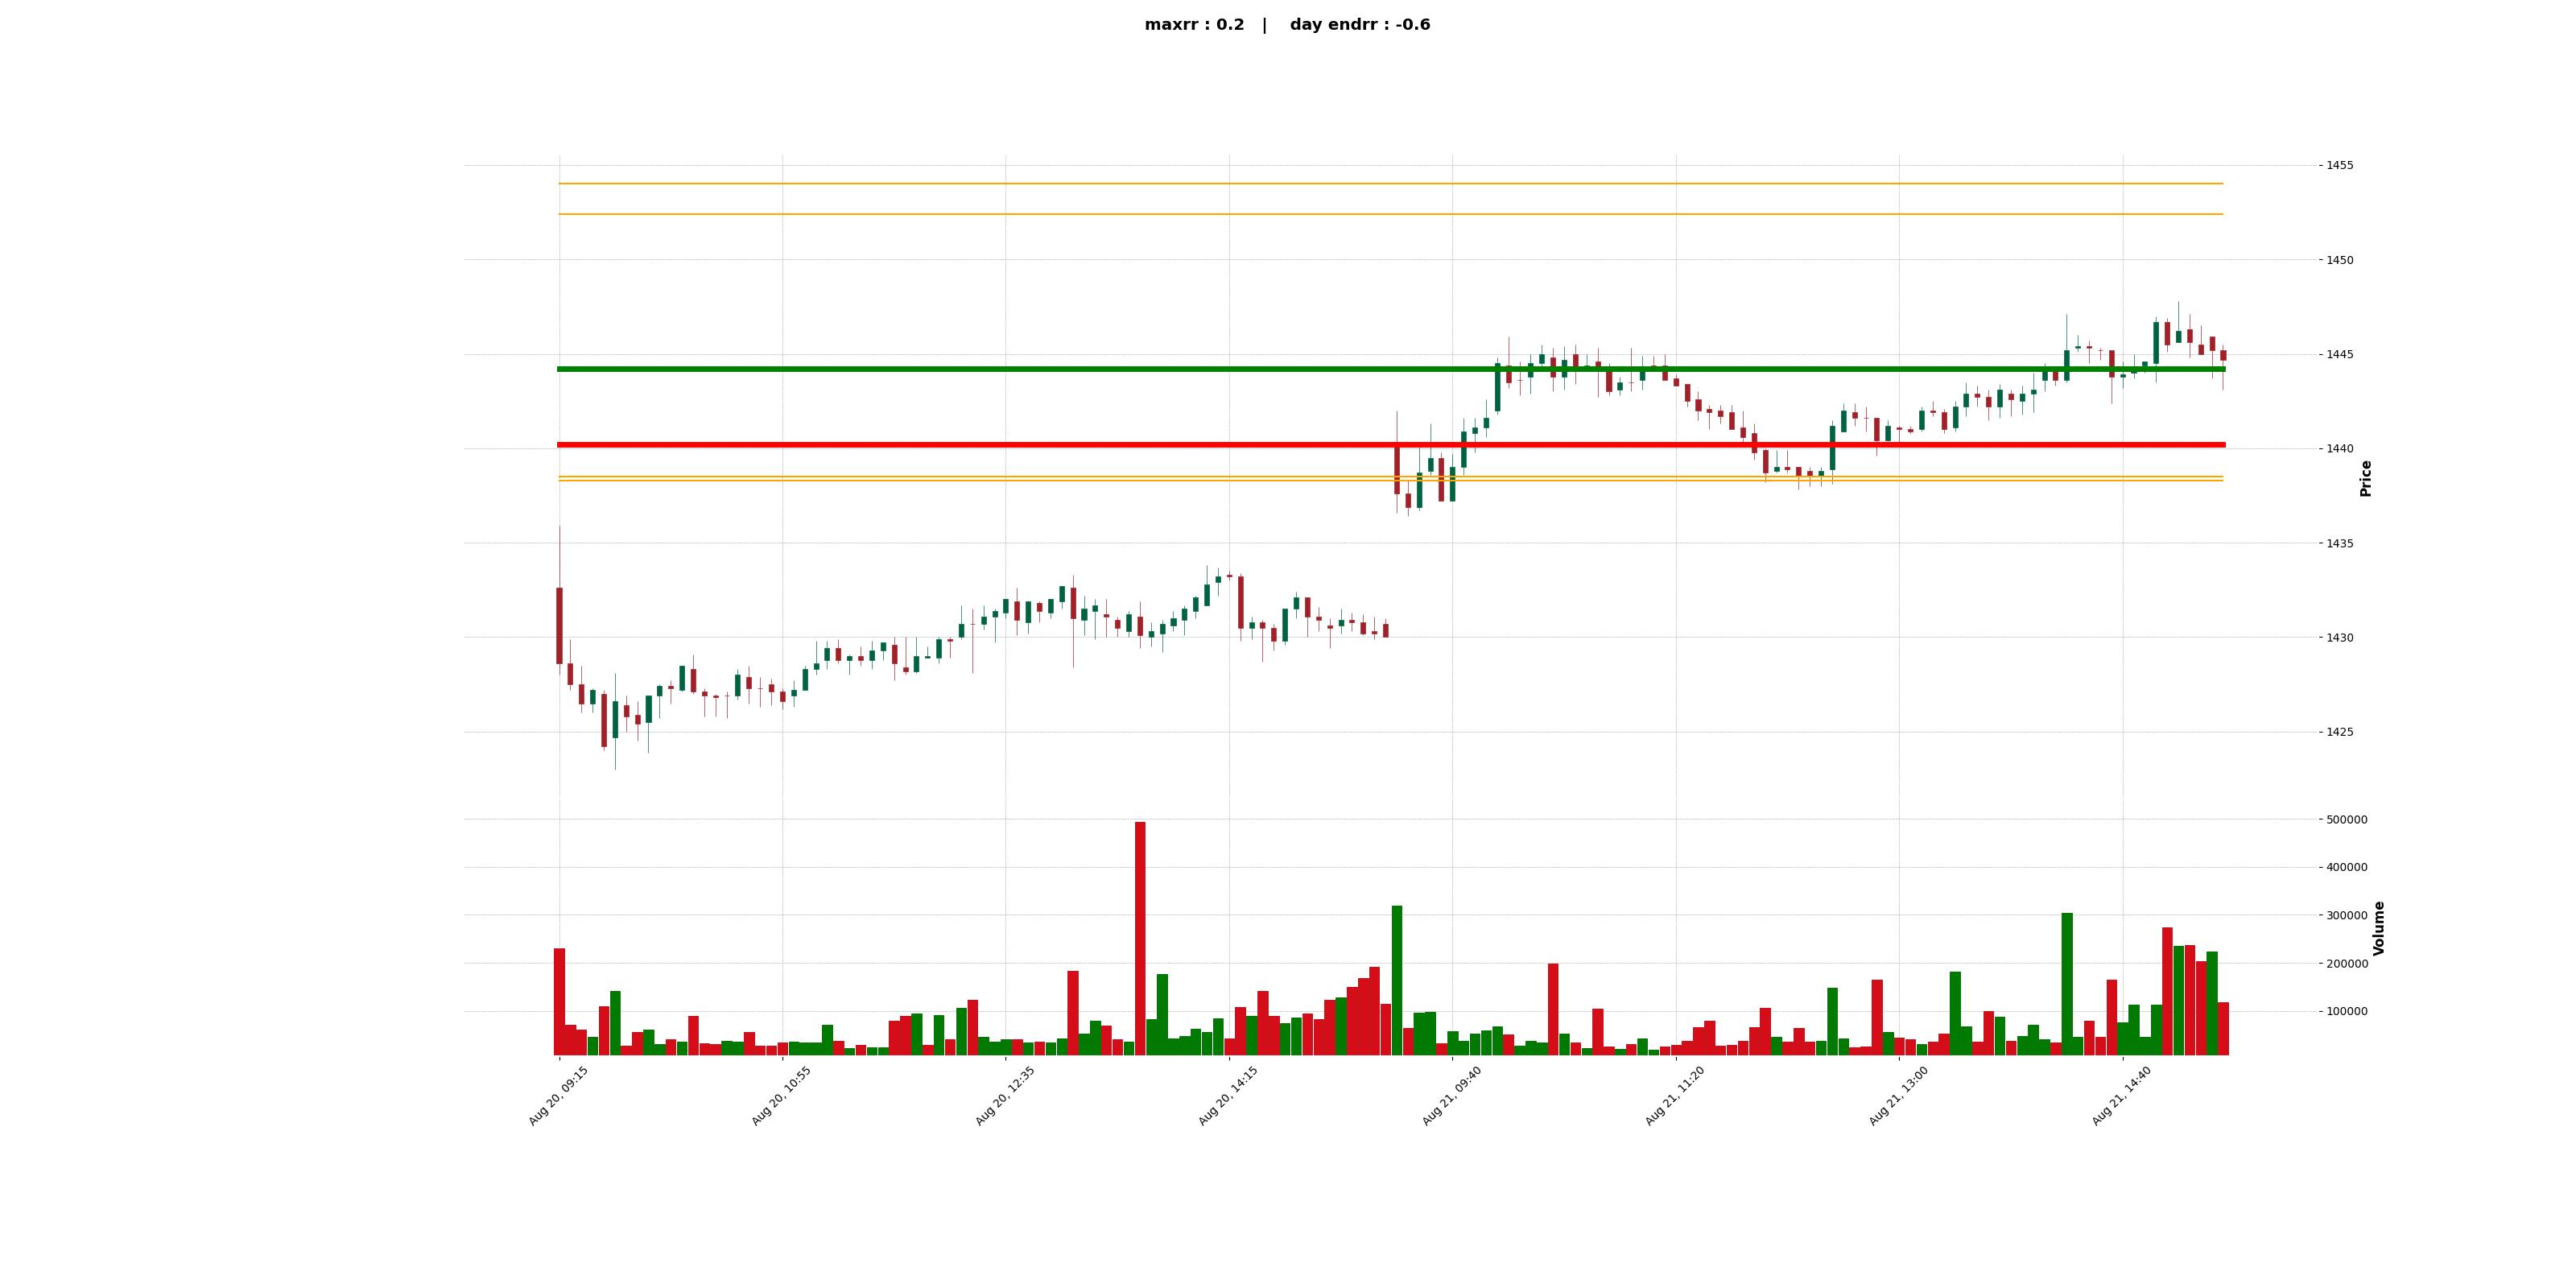 maxrr : 0.2 | day endrr : -0.6
1455
1450
1445
1440
1435
1430
1425
Price
500000
400000
300000
200000
100000
Volume
Aug 20, 09:15
Aug 20, 10:55
Aug 20, 12:35
Aug 20, 14:15
Aug 21, 09:40
Aug 21, 11:20
Aug 21, 13:00
Aug 21, 14:40